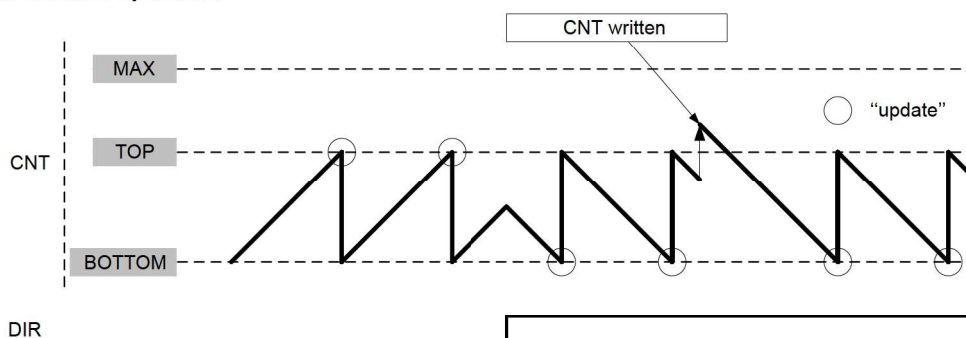 CNT written
MAX
"update"
TOP
CNT
BOTTOM
DIR